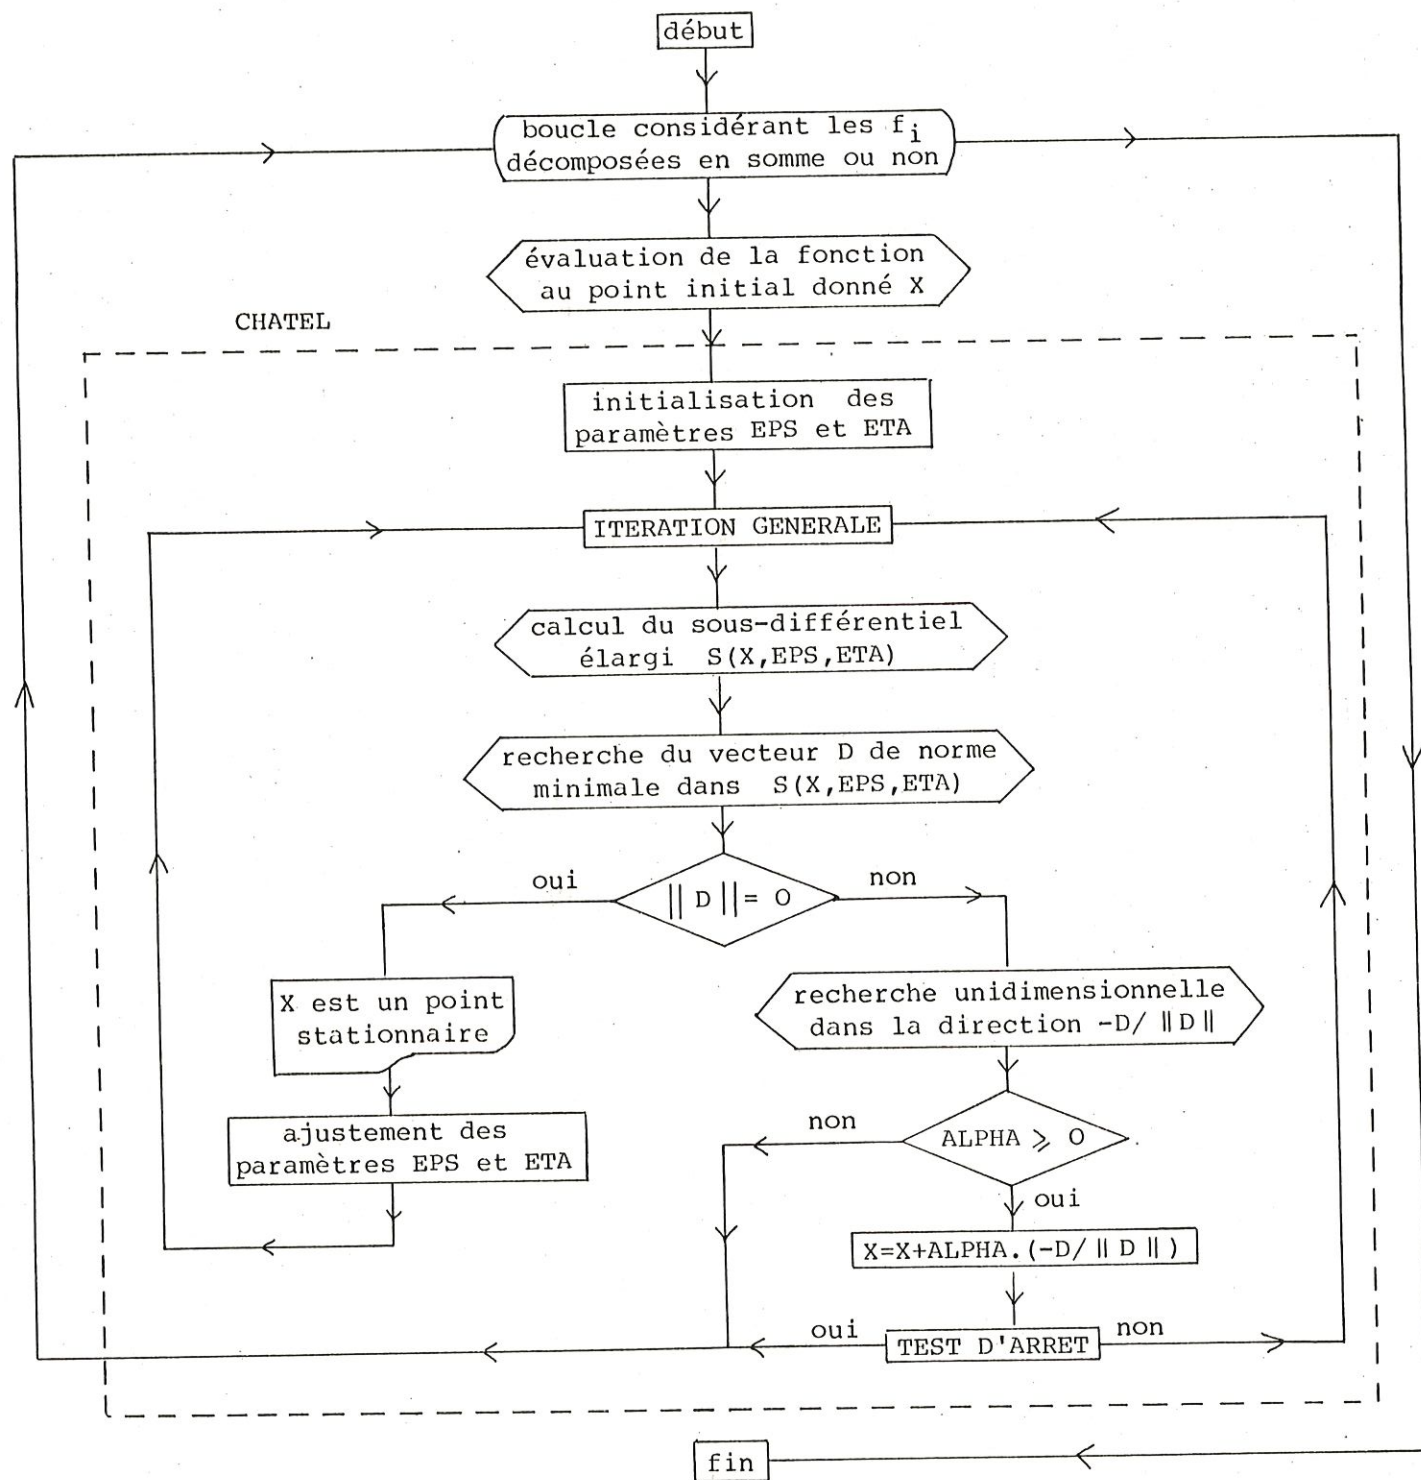 début
boucle considérant les fi
décomposées en somme ou non
évaluation de la fonction
au point initial donné X
CHATEL
initialisation des
paramètres EPS et ETA
ITERATION GENERALE
calcul du sous-différentiel
élargi S(X,EPS,ETA)
recherche du vecteur D de norme
minimale dans S(X,EPS,ETA)
oui
|| D || = O
non
X est un point
stationnaire
recherche unidimensionnelle
dans la direction -D/ ||D||
ajustement des
paramètres EPS et ETA
non
ALPHA ⩾ O
oui
X=X+ALPHA.(-D/ || D || )
oui
TEST D'ARRET
non
fin